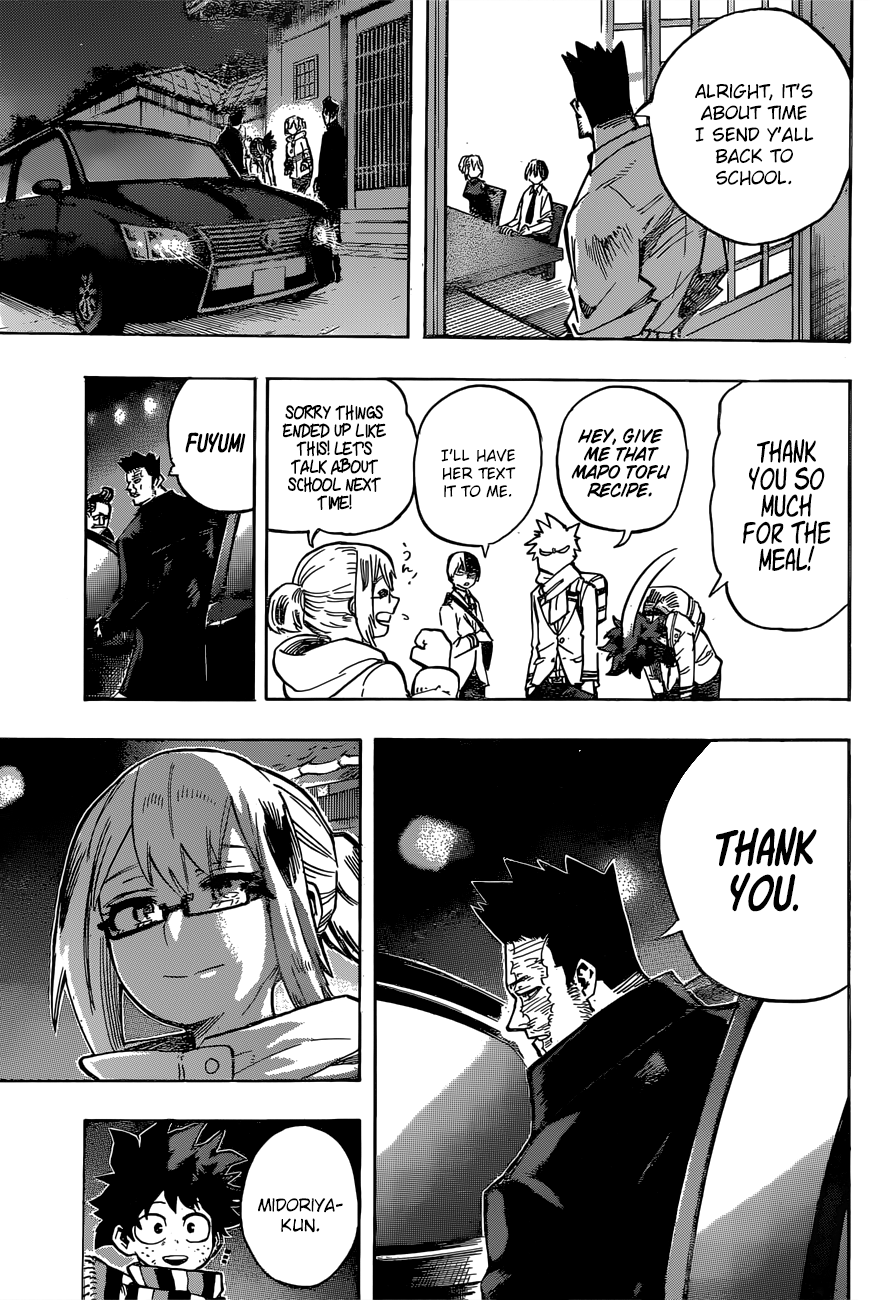 ALRIGHT, IT'S
ABOUT TIME
I SEND Y'ALL
BACK TO
SCHOOL.
THANK
YOU SO
MUCH
FOR THE
MEAL!
HEY, GIVE
ME THAT
MAPO TOFU
RECIPE.
I'LL HAVE
HER TEXT
IT TO ME.
SORRY THINGS
ENDED UP LIKE
THIS! LET'S
TALK ABOUT
SCHOOL NEXT
TIME!
FUYUMI
THANK
YOU.
MIDORIYA-
KUN.